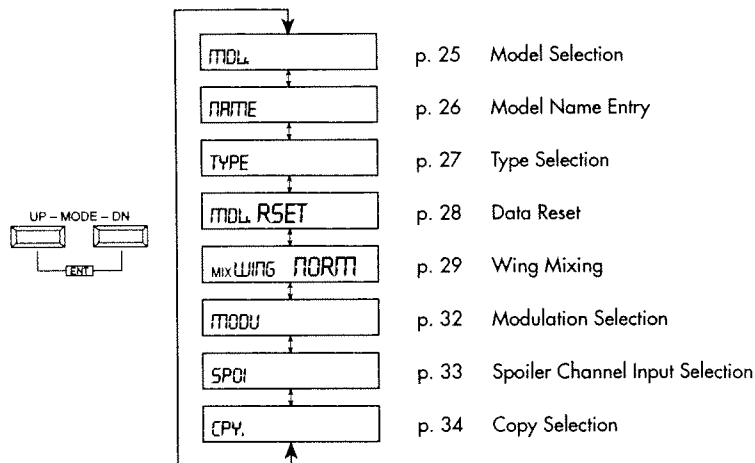 MDL. p. 25 Model Selection
NAME p. 26 Model Name Entry
TYPE p. 27 Type Selection
MDL. RSET p. 28 Data Reset
MIX WING NORM p. 29 Wing Mixing
MODU p. 32 Modulation Selection
SPOI p. 33 Spoiler Channel Input Selection
CPY. p. 34 Copy Selection
UP – MODE – DN
ENT